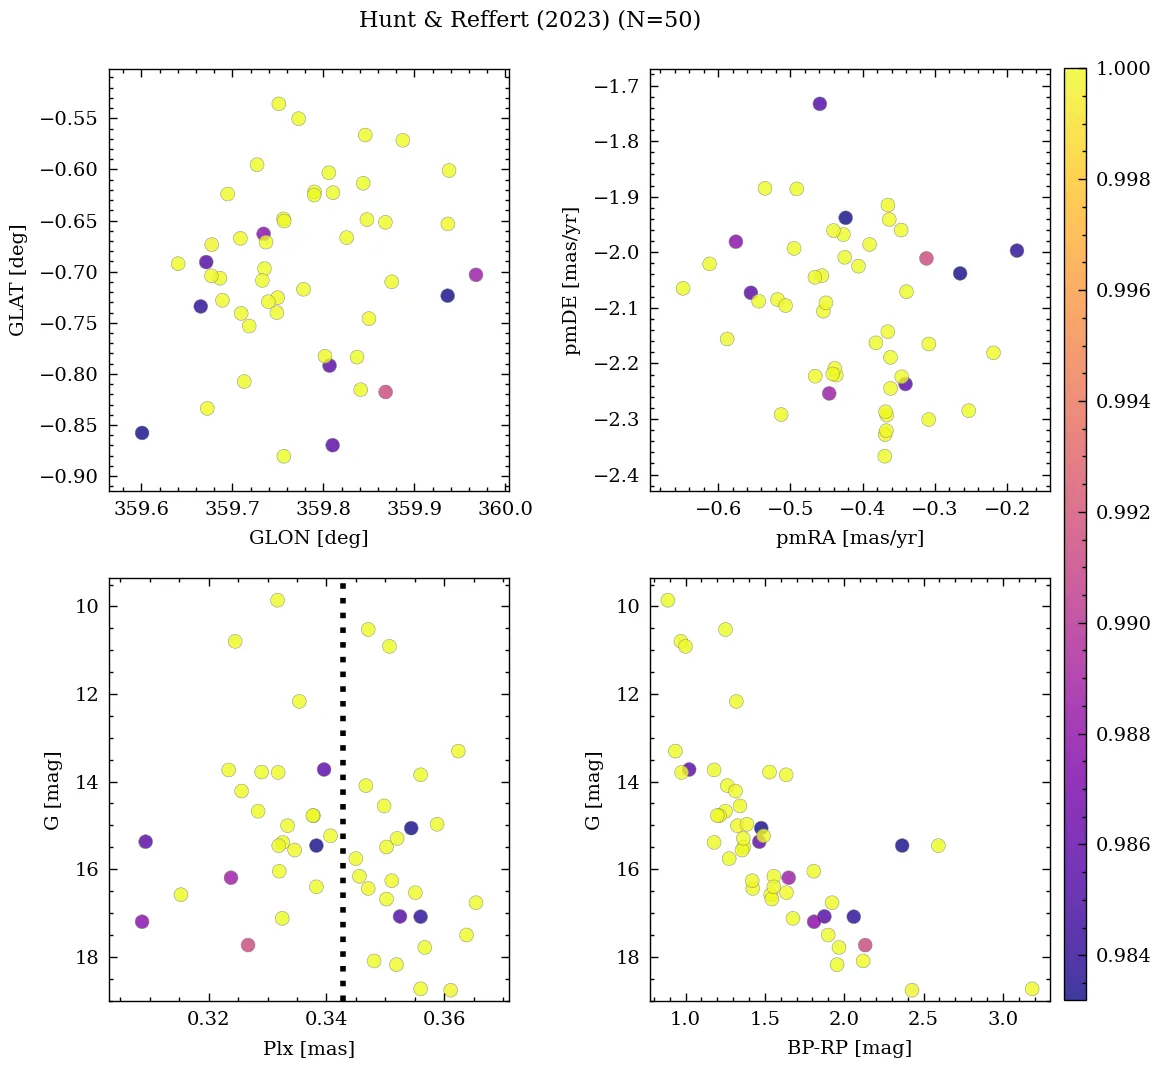 Hunt & Reffert (2023) (N=50)
−0.55
−0.60
−0.65
−0.70
−0.75
−0.80
−0.85
−0.90
GLAT [deg]
359.6 359.7 359.8 359.9 360.0
GLON [deg]
−1.7
−1.8
−1.9
−2.0
−2.1
−2.2
−2.3
−2.4
pmDE [mas/yr]
−0.6 −0.5 −0.4 −0.3 −0.2
pmRA [mas/yr]
1.000
0.998
0.996
0.994
0.992
0.990
0.988
0.986
0.984
10
12
14
16
18
G [mag]
0.32 0.34 0.36
Plx [mas]
10
12
14
16
18
G [mag]
1.0 1.5 2.0 2.5 3.0
BP-RP [mag]